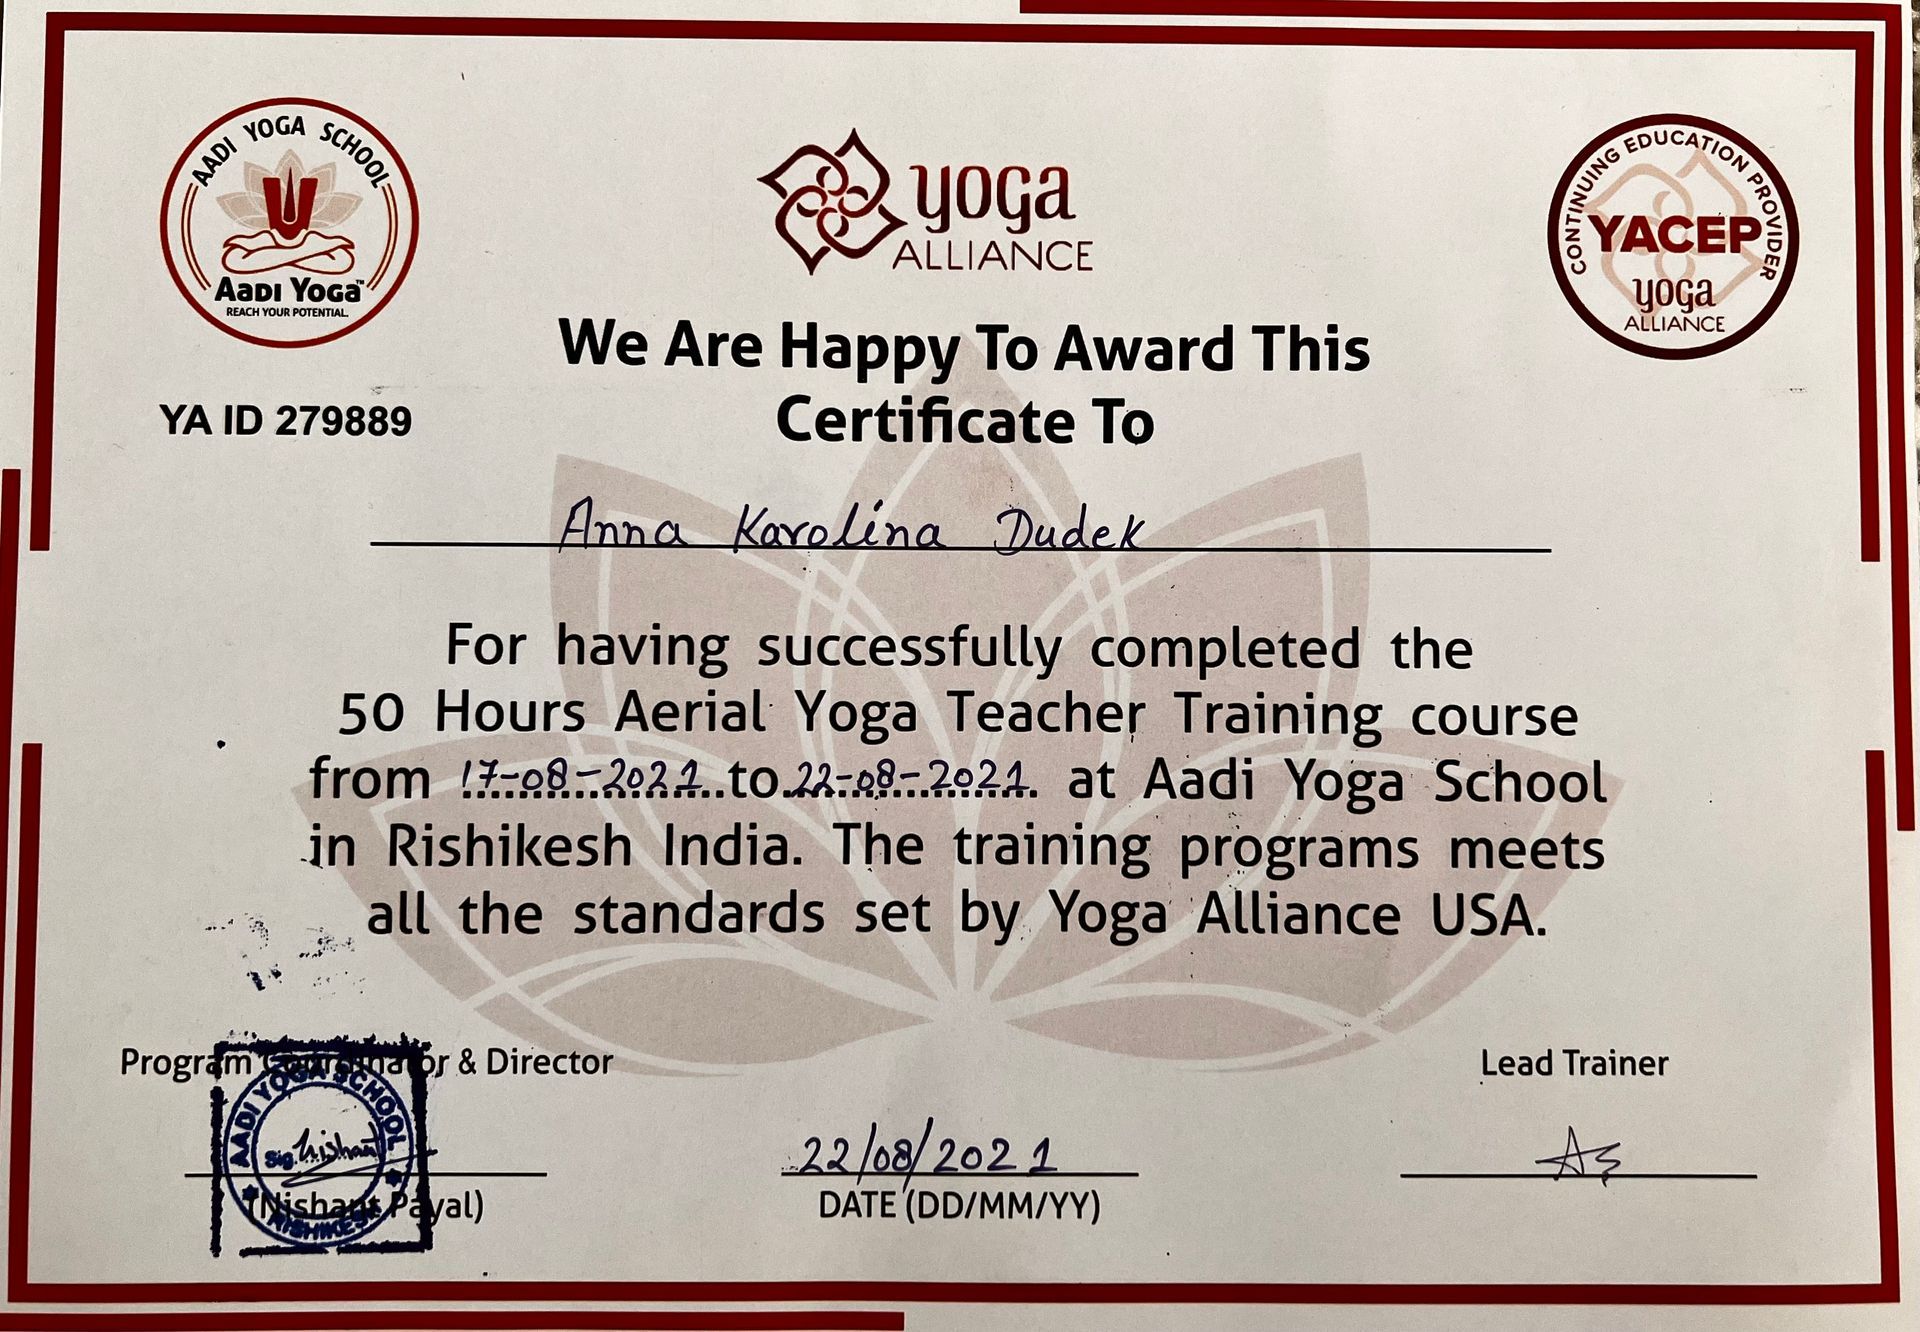 AADI YOGA SCHOOL
AADI YOGA™
REACH YOUR POTENTIAL.
yoga
ALLIANCE
CONTINUING EDUCATION PROVIDER
YACEP
yoga
ALLIANCE
YA ID 279889
We Are Happy To Award This
Certificate To
Anna Karolina Dudek
For having successfully completed the
50 Hours Aerial Yoga Teacher Training course
from 17-08-2021 to 22-08-2021 at Aadi Yoga School
in Rishikesh India. The training programs meets
all the standards set by Yoga Alliance USA.
Program Coordinator & Director
Lead Trainer
AADI YOGA SCHOOL
Sig. Nishant
RISHIKESH
(Nishant Payal)
22/08/2021
DATE (DD/MM/YY)